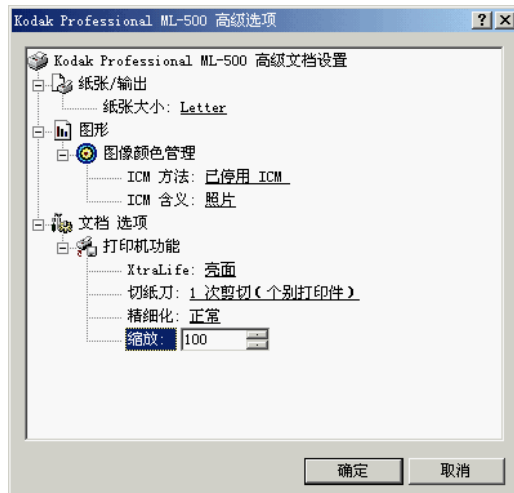 Kodak Professional ML-500 高级选项
Kodak Professional ML-500 高级文档设置
纸张/输出
纸张大小: Letter
图形
图像颜色管理
ICM 方法: 已停用 ICM
ICM 含义: 照片
文档 选项
打印机功能
XtraLife: 亮面
切纸刀: 1 次剪切(个别打印件)
精细化: 正常
缩放: 100
确定 取消